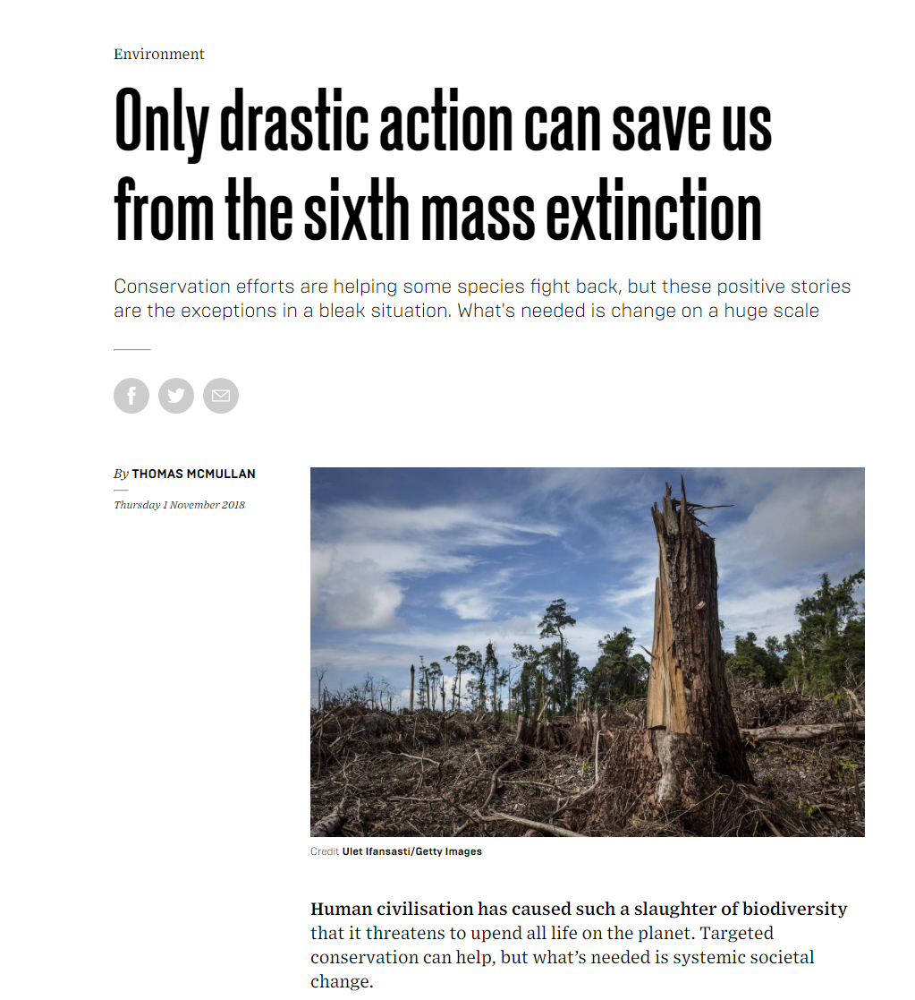 Environment
Only drastic action can save us
from the sixth mass extinction
Conservation efforts are helping some species fight back, but these positive stories
are the exceptions in a bleak situation. What's needed is change on a huge scale
By THOMAS MCMULLAN
Thursday 1 November 2018
Credit Ulet Ifansasti/Getty Images
Human civilisation has caused such a slaughter of biodiversity
that it threatens to upend all life on the planet. Targeted
conservation can help, but what’s needed is systemic societal
change.